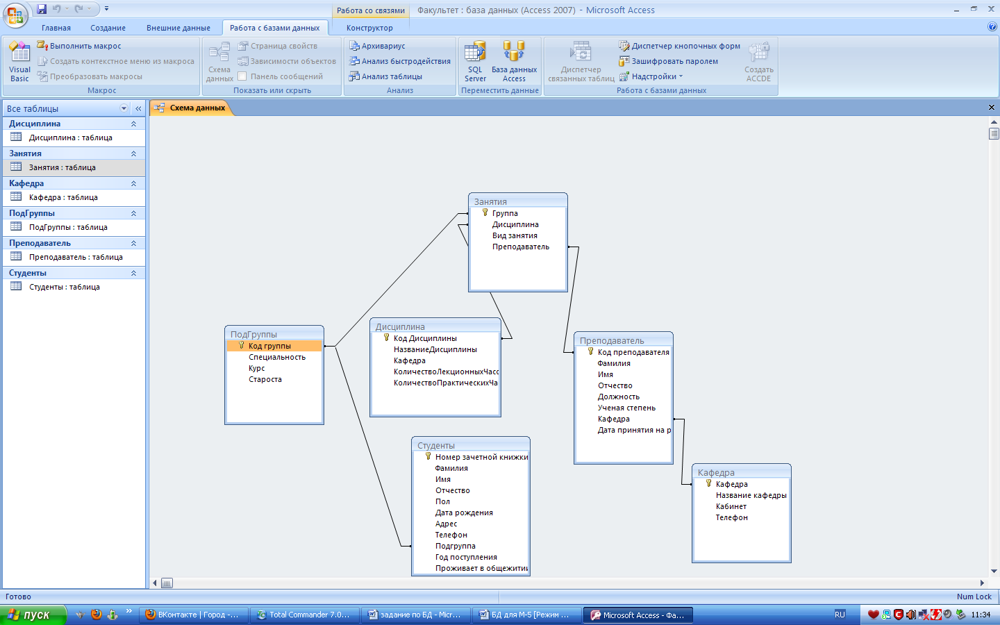 Работа со связями
Факультет : база данных (Access 2007) - Microsoft Access
Главная
Создание
Внешние данные
Работа с базами данных
Конструктор
Visual Basic
Выполнить макрос
Создать контекстное меню из макроса
Преобразовать макросы
Макрос
Схема данных
Страница свойств
Зависимости объектов
Панель сообщений
Показать или скрыть
Архивариус
Анализ быстродействия
Анализ таблицы
Анализ
SQL Server
База данных Access
Переместить данные
Диспетчер связанных таблиц
Диспетчер кнопочных форм
Зашифровать паролем
Надстройки
Создать ACCDE
Работа с базами данных
Все таблицы
Дисциплина
Дисциплина : таблица
Занятия
Занятия : таблица
Кафедра
Кафедра : таблица
ПодГруппы
ПодГруппы : таблица
Преподаватель
Преподаватель : таблица
Студенты
Студенты : таблица
Схема данных
Занятия
Группа
Дисциплина
Вид занятия
Преподаватель
ПодГруппы
Код группы
Специальность
Курс
Староста
Дисциплина
Код Дисциплины
НазваниеДисциплины
Кафедра
КоличествоЛекционныхЧасо
КоличествоПрактическихЧа
Преподаватель
Код преподавателя
Фамилия
Имя
Отчество
Должность
Ученая степень
Кафедра
Дата принятия на р
Студенты
Номер зачетной книжки
Фамилия
Имя
Отчество
Пол
Дата рождения
Адрес
Телефон
Подгруппа
Год поступления
Проживает в общежитии
Кафедра
Кафедра
Название кафедры
Кабинет
Телефон
Готово
Num Lock
пуск
ВКонтакте | Город -...
Total Commander 7.0...
задание по БД - Micr...
БД для М-5 [Режим ...
Microsoft Access - Фа...
RU
11:34